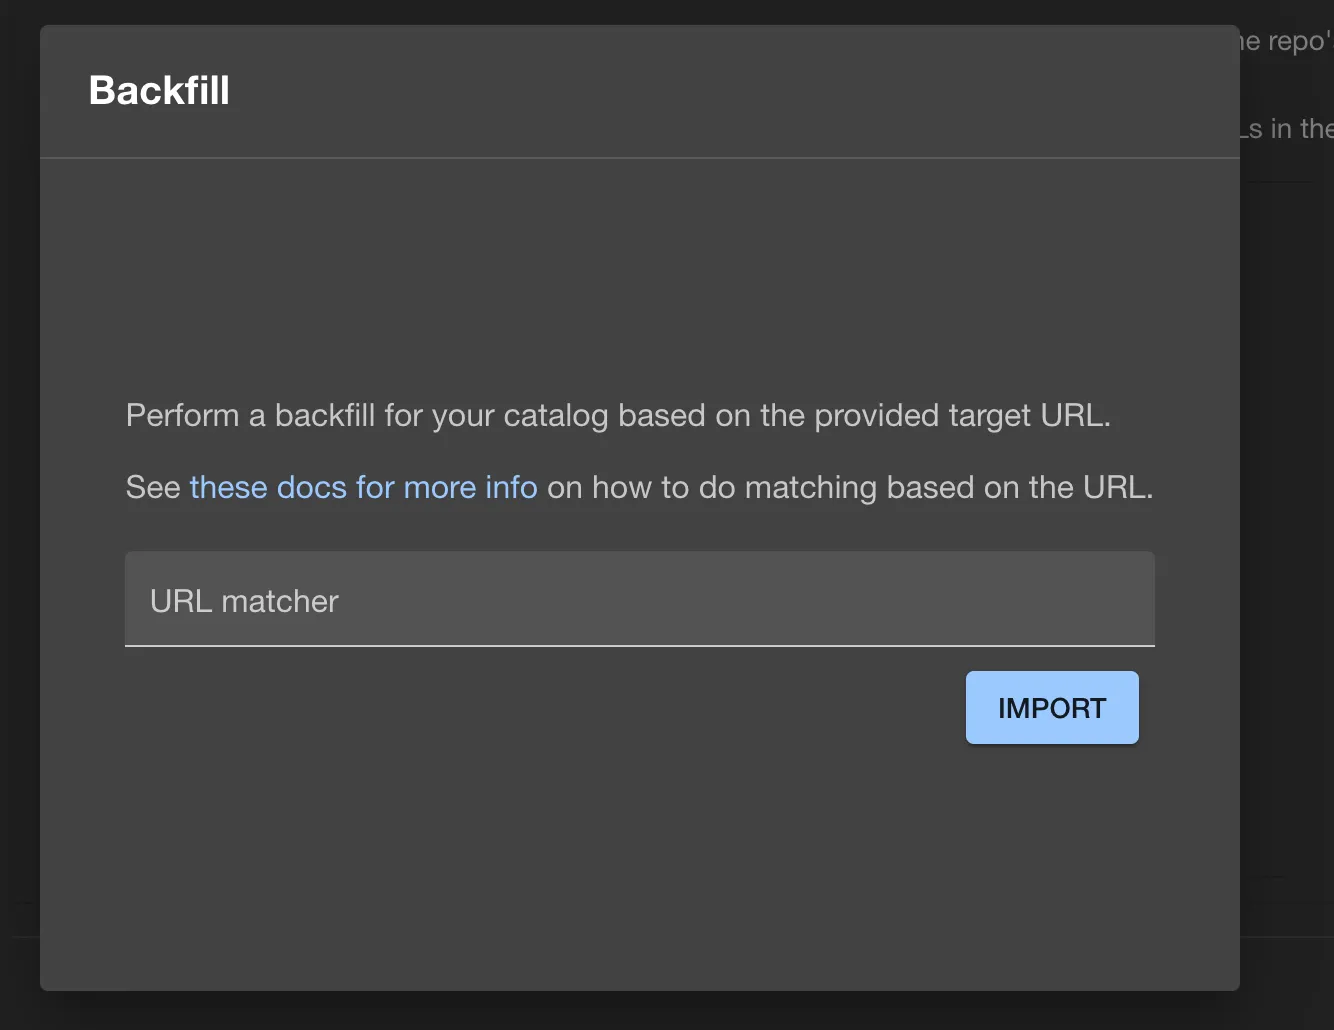 Backfill
he repo'
Ls in the
Perform a backfill for your catalog based on the provided target URL.
See these docs for more info on how to do matching based on the URL.
URL matcher
IMPORT